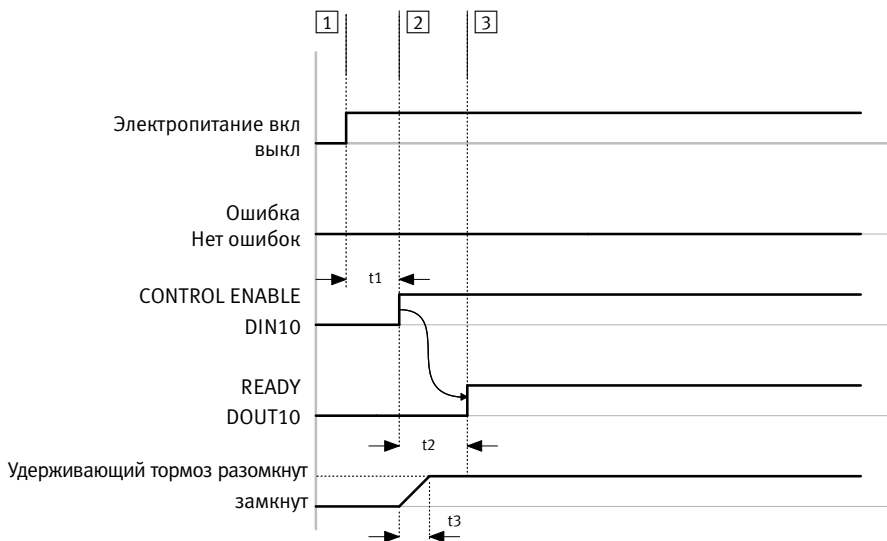 1 2 3
Электропитание вкл
выкл
Ошибка
Нет ошибок
t1
CONTROL ENABLE
DIN10
READY
DOUT10
t2
Удерживающий тормоз разомкнут
замкнут
t3